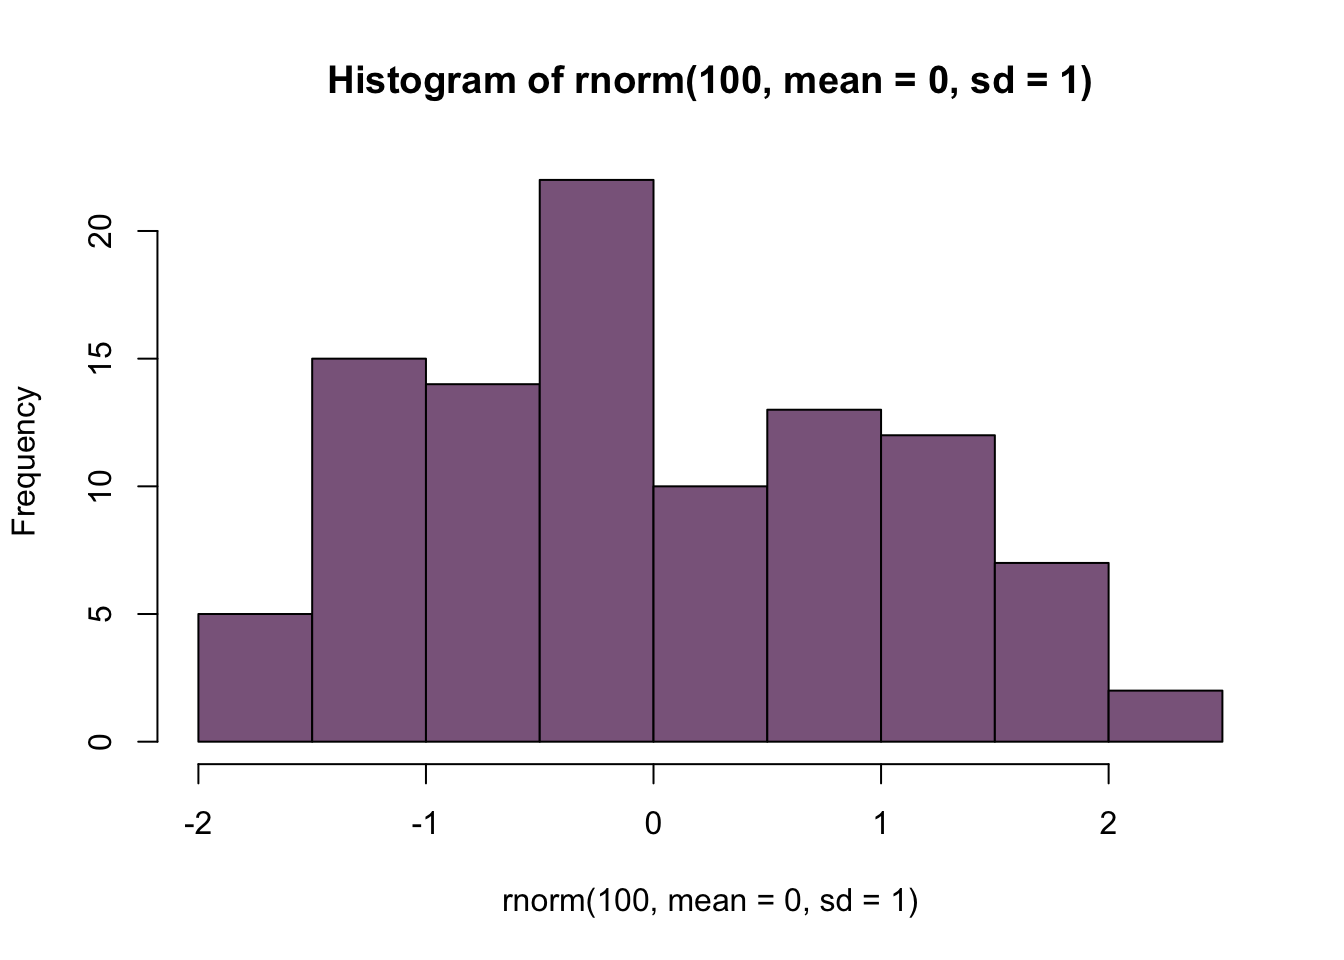 Histogram of rnorm(100, mean = 0, sd = 1)
Frequency
20
15
10
5
0
-2 -1 0 1 2
rnorm(100, mean = 0, sd = 1)